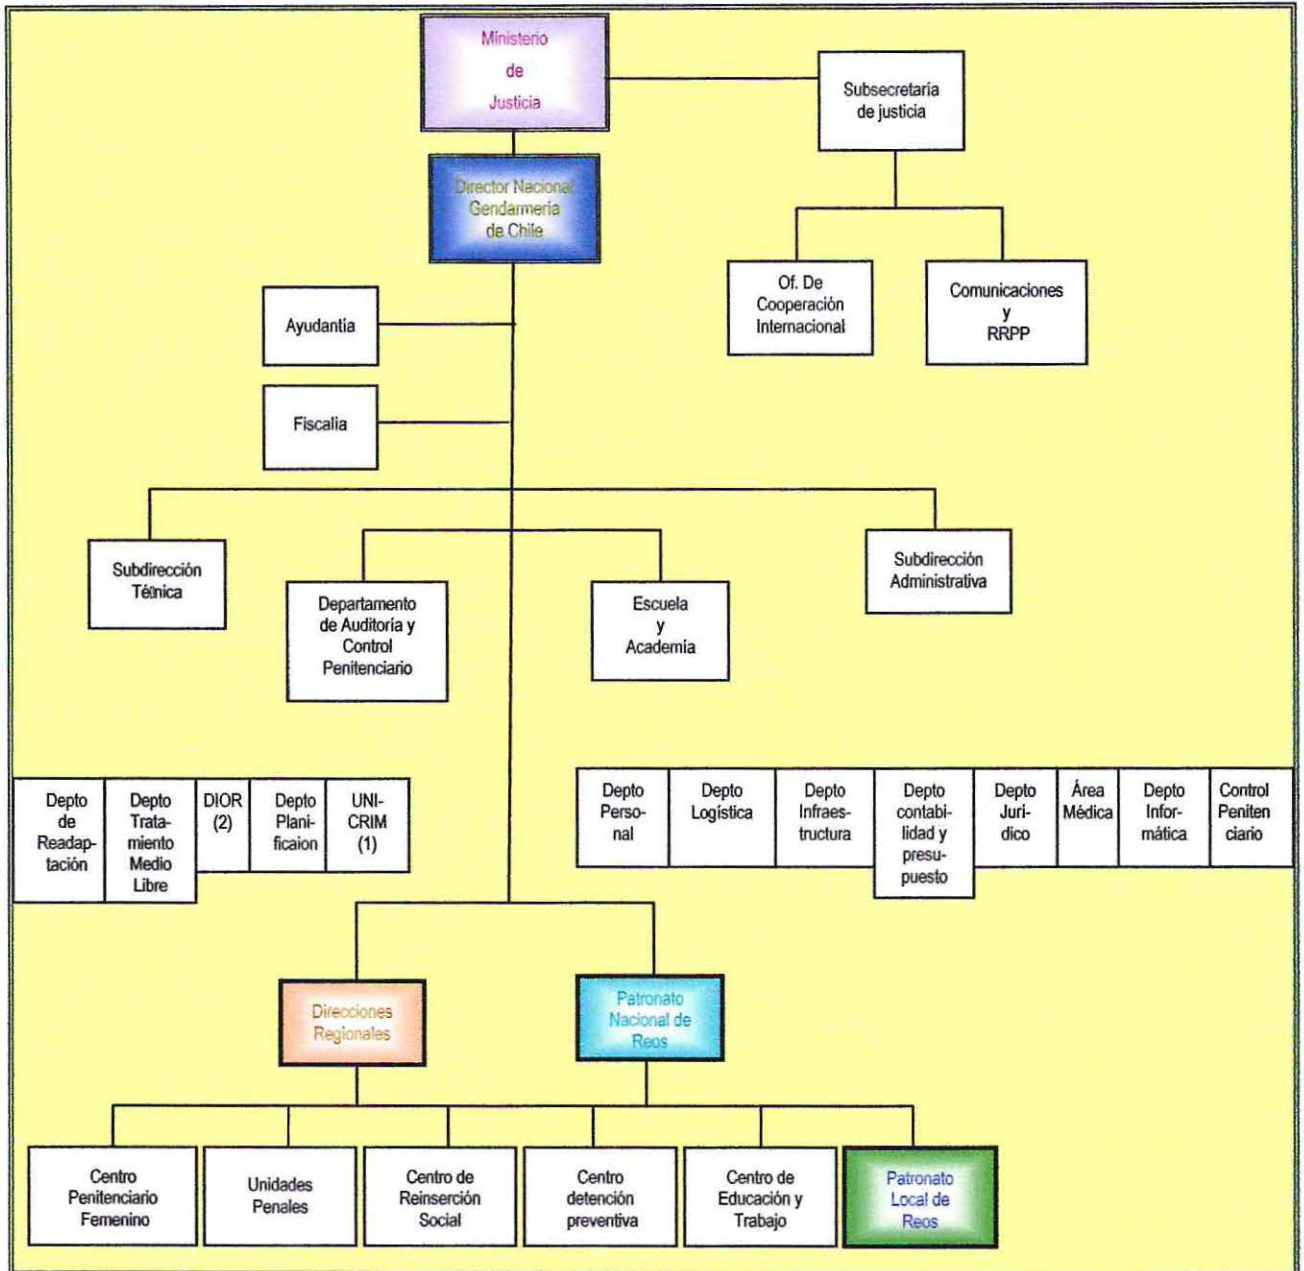 Ministerio
de
Justicia
Subsecretaría
de justicia
Director Nacional
Gendarmería
de Chile
Of. De
Cooperación
Internacional
Comunicaciones
y
RRPP
Ayudantía
Fiscalia
Subdirección
Departamento
de Auditoría y
Control
Penitenciario
Escuela
y
Academía
Subdirección
Administrativa
Depto
de
Readap-
tación
Depto
Trata-
miento
Medio
Libre
DIOR
(2)
Depto
Plani-
ficaion
UNI-
CRIM
(1)
Depto
Perso-
nal
Depto
Logística
Depto
Infraes-
tructura
Depto
contabi-
lidad y
presu-
puesto
Depto
Jurí-
dico
Área
Médica
Depto
Infor-
mática
Control
Peniten
ciario
Direcciones
Regionales
Patronato
Nacional de
Reos
Centro
Penitenciario
Femenino
Unidades
Penales
Centro de
Reinserción
Social
Centro
detención
preventiva
Centro de
Educación y
Trabajo
Patronato
Local de
Reos